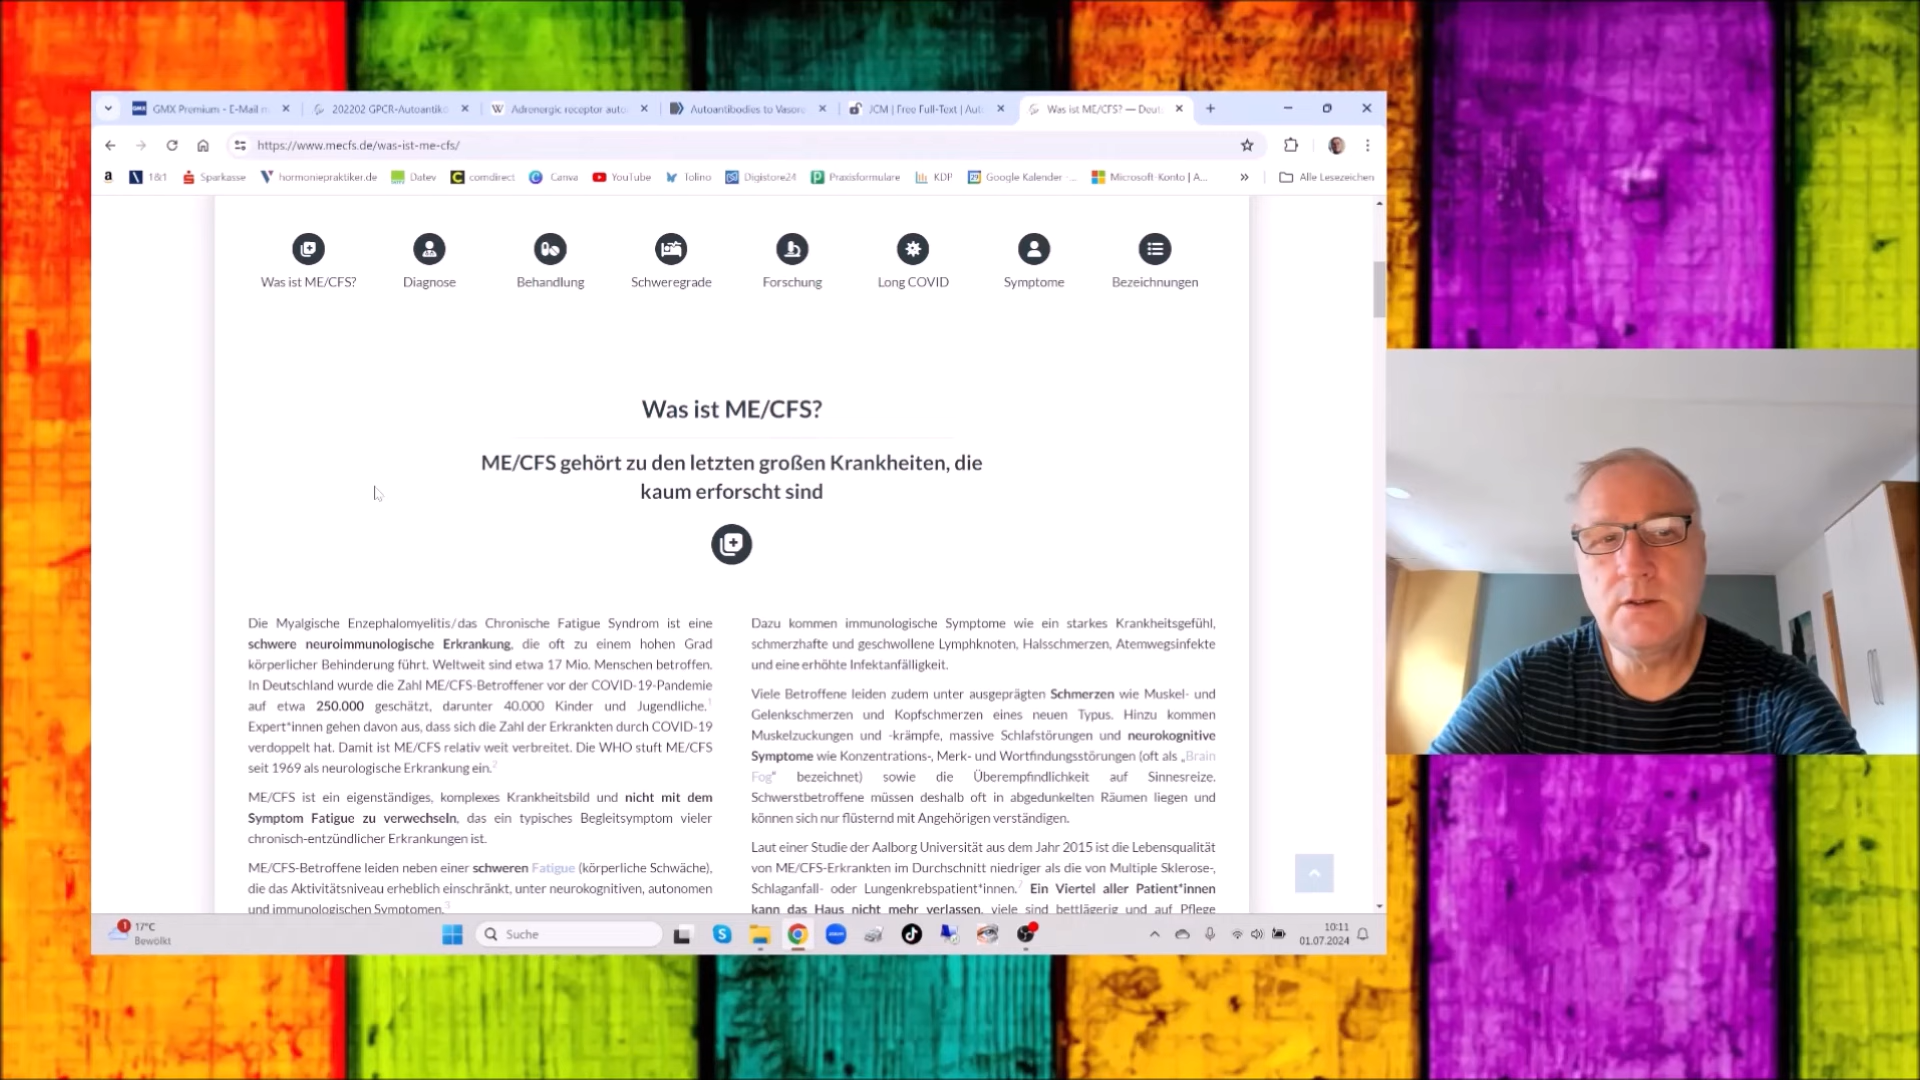 GMX Premium - E-Mail
202202 GPCR-Autoantikö
Adrenergic receptor auto
Autoantibodies to Vasore
JCM | Free Full-Text | Aut
Was ist ME/CFS? — Deut
https://www.mecfs.de/was-ist-me-cfs/
1&1
Sparkasse
hormoniepraktiker.de
Datev
comdirect
Canva
YouTube
Tolino
Digistore24
Praxisformulare
KDP
Google Kalender -...
Microsoft-Konto | A...
Alle Lesezeichen
Was ist ME/CFS?
Diagnose
Behandlung
Schweregrade
Forschung
Long COVID
Symptome
Bezeichnungen
Was ist ME/CFS?
ME/CFS gehört zu den letzten großen Krankheiten, die
kaum erforscht sind
Die Myalgische Enzephalomyelitis/das Chronische Fatigue Syndrom ist eine
schwere neuroimmunologische Erkrankung, die oft zu einem hohen Grad
körperlicher Behinderung führt. Weltweit sind etwa 17 Mio. Menschen betroffen.
In Deutschland wurde die Zahl ME/CFS-Betroffener vor der COVID-19-Pandemie
auf etwa 250.000 geschätzt, darunter 40.000 Kinder und Jugendliche.1
Expert*innen gehen davon aus, dass sich die Zahl der Erkrankten durch COVID-19
verdoppelt hat. Damit ist ME/CFS relativ weit verbreitet. Die WHO stuft ME/CFS
seit 1969 als neurologische Erkrankung ein.2
ME/CFS ist ein eigenständiges, komplexes Krankheitsbild und nicht mit dem
Symptom Fatigue zu verwechseln, das ein typisches Begleitsymptom vieler
chronisch-entzündlicher Erkrankungen ist.
ME/CFS-Betroffene leiden neben einer schweren Fatigue (körperliche Schwäche),
die das Aktivitätsniveau erheblich einschränkt, unter neurokognitiven, autonomen
und immunologischen Symptomen.3
Dazu kommen immunologische Symptome wie ein starkes Krankheitsgefühl,
schmerzhafte und geschwollene Lymphknoten, Halsschmerzen, Atemwegsinfekte
und eine erhöhte Infektanfälligkeit.
Viele Betroffene leiden zudem unter ausgeprägten Schmerzen wie Muskel- und
Gelenkschmerzen und Kopfschmerzen eines neuen Typus. Hinzu kommen
Muskelzuckungen und -krämpfe, massive Schlafstörungen und neurokognitive
Symptome wie Konzentrations-, Merk- und Wortfindungsstörungen (oft als „Brain
Fog“ bezeichnet) sowie die Überempfindlichkeit auf Sinnesreize.
Schwerstbetroffene müssen deshalb oft in abgedunkelten Räumen liegen und
können sich nur flüsternd mit Angehörigen verständigen.
Laut einer Studie der Aalborg Universität aus dem Jahr 2015 ist die Lebensqualität
von ME/CFS-Erkrankten im Durchschnitt niedriger als die von Multiple Sklerose-,
Schlaganfall- oder Lungenkrebspatient*innen. Ein Viertel aller Patient*innen
kann das Haus nicht mehr verlassen, viele sind bettlägerig und auf Pflege
1
17°C
Bewölkt
Suche
10:11
01.07.2024